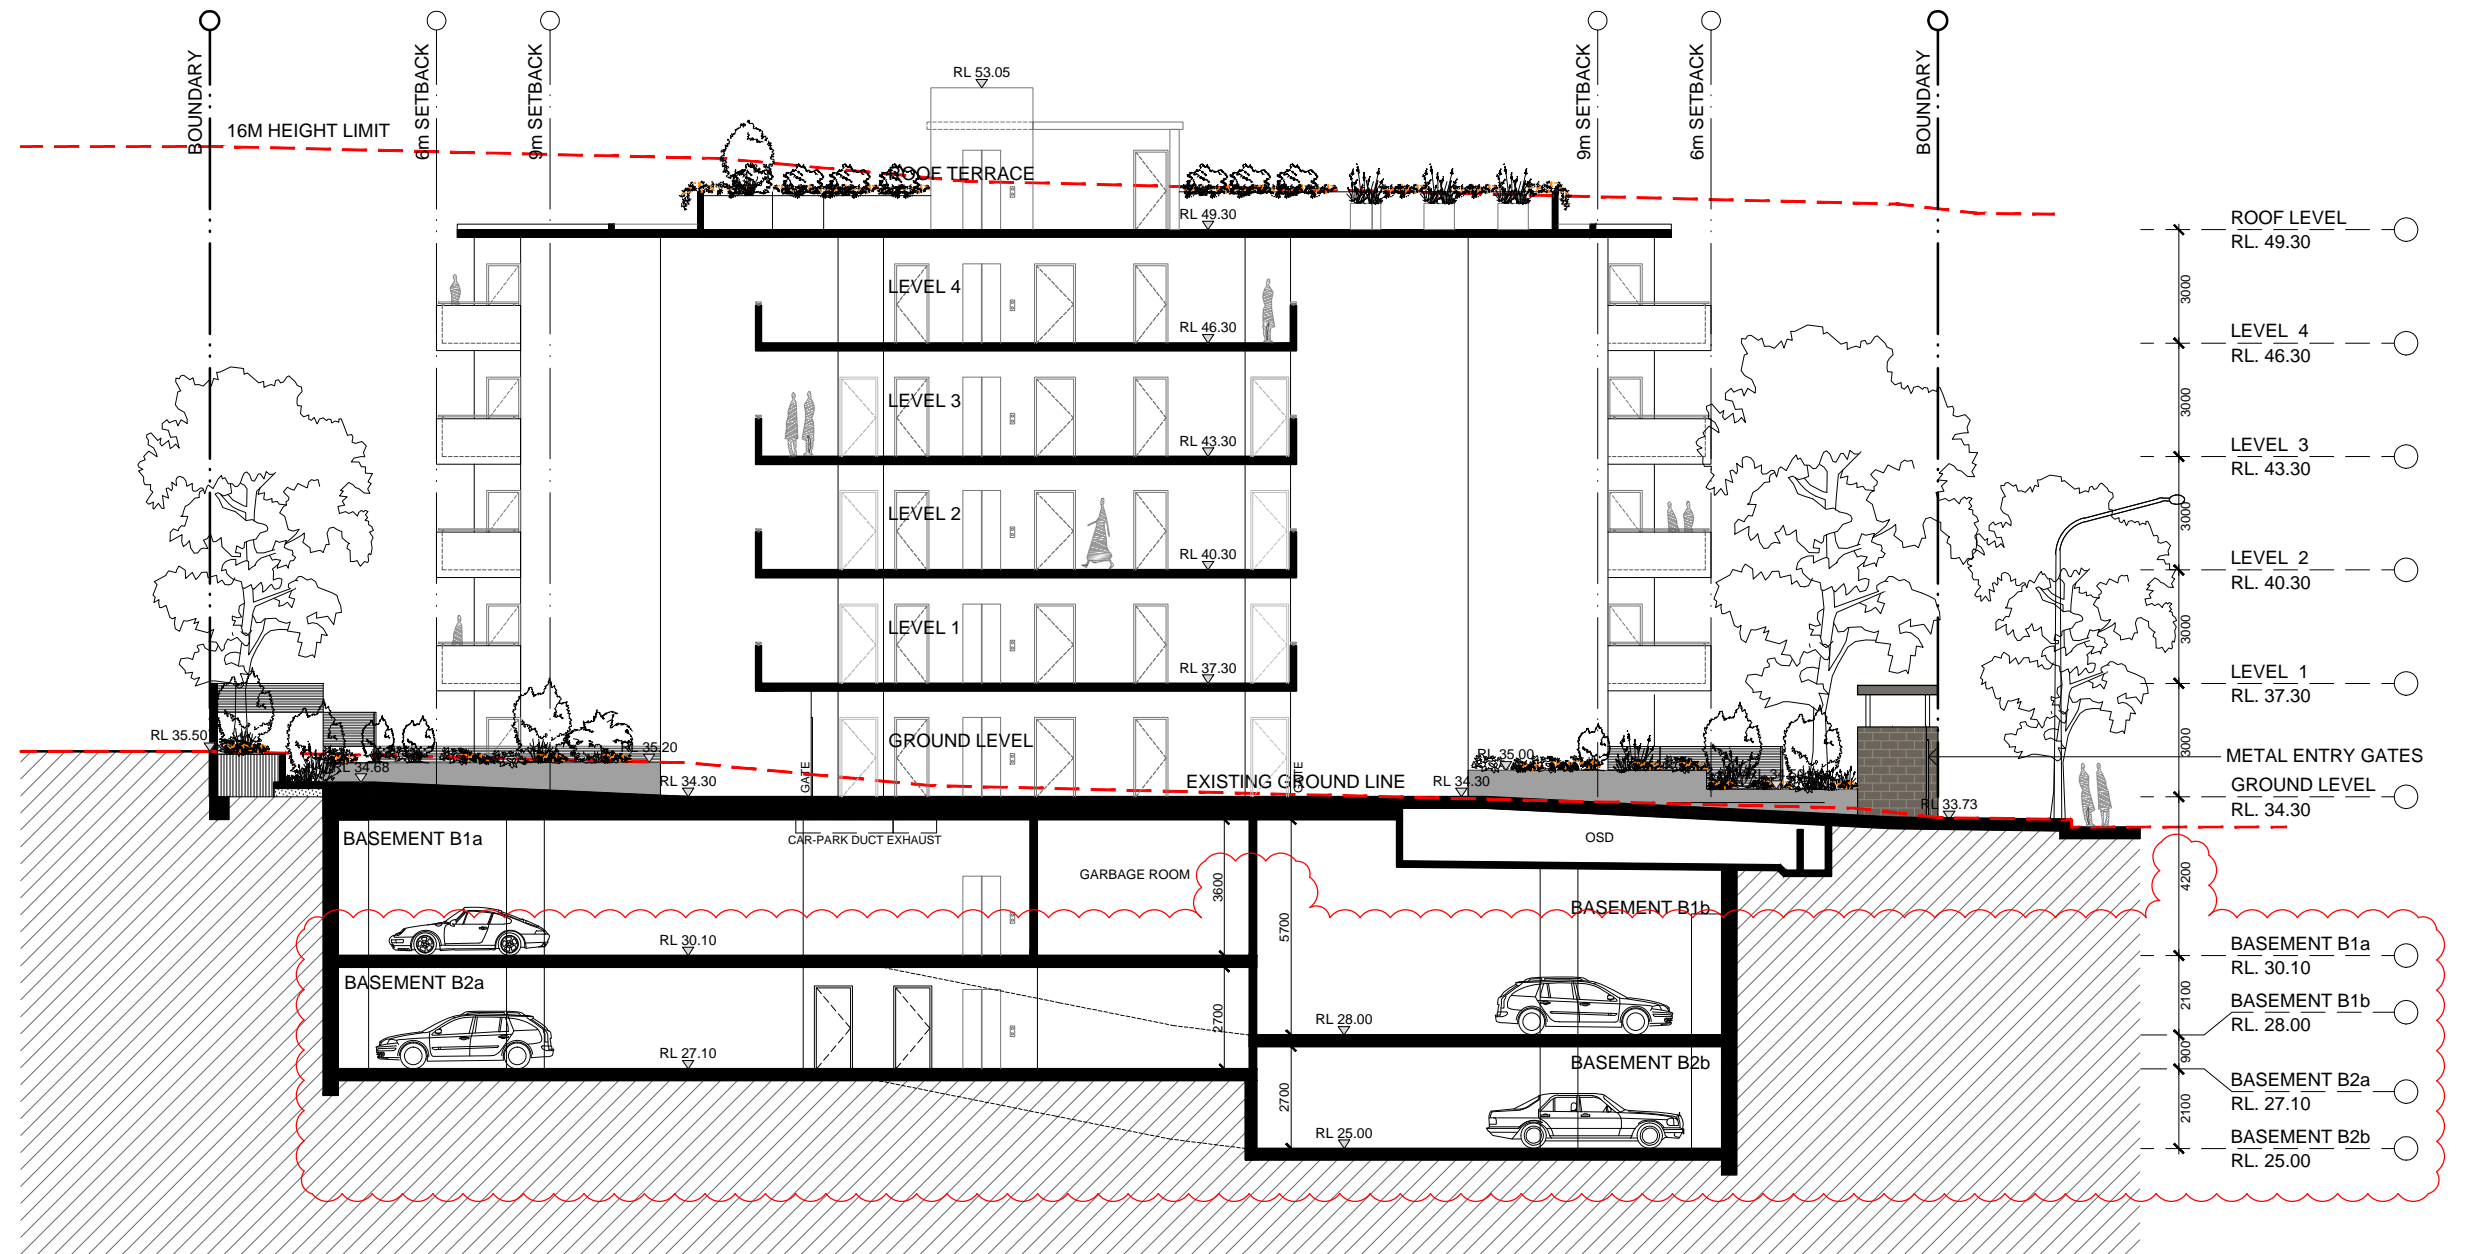 BOUNDARY
6m SETBACK
9m SETBACK
9m SETBACK
6m SETBACK
BOUNDARY
RL 53.05
16M HEIGHT LIMIT
ROOF TERRACE
RL 49.30
ROOF LEVEL
RL. 49.30
LEVEL 4
3000
RL 46.30
LEVEL 4
RL. 46.30
LEVEL 3
3000
RL 43.30
LEVEL 3
RL. 43.30
LEVEL 2
3000
RL 40.30
LEVEL 2
RL. 40.30
LEVEL 1
3000
RL 37.30
LEVEL 1
RL. 37.30
RL 35.50
RL 35.20
GROUND LEVEL
RL 35.00
3000
METAL ENTRY GATES
RL 34.68
RL 34.30
GATE
EXISTING GROUND LINE
GATE
RL 34.30
GROUND LEVEL
RL. 34.30
RL 33.73
BASEMENT B1a
CAR-PARK DUCT EXHAUST
OSD
GARBAGE ROOM
3600
4200
5700
BASEMENT B1b
RL 30.10
BASEMENT B1a
RL. 30.10
BASEMENT B2a
2100
BASEMENT B1b
RL. 28.00
2700
RL 28.00
900
RL 27.10
BASEMENT B2b
BASEMENT B2a
RL. 27.10
2700
2100
RL 25.00
BASEMENT B2b
RL. 25.00